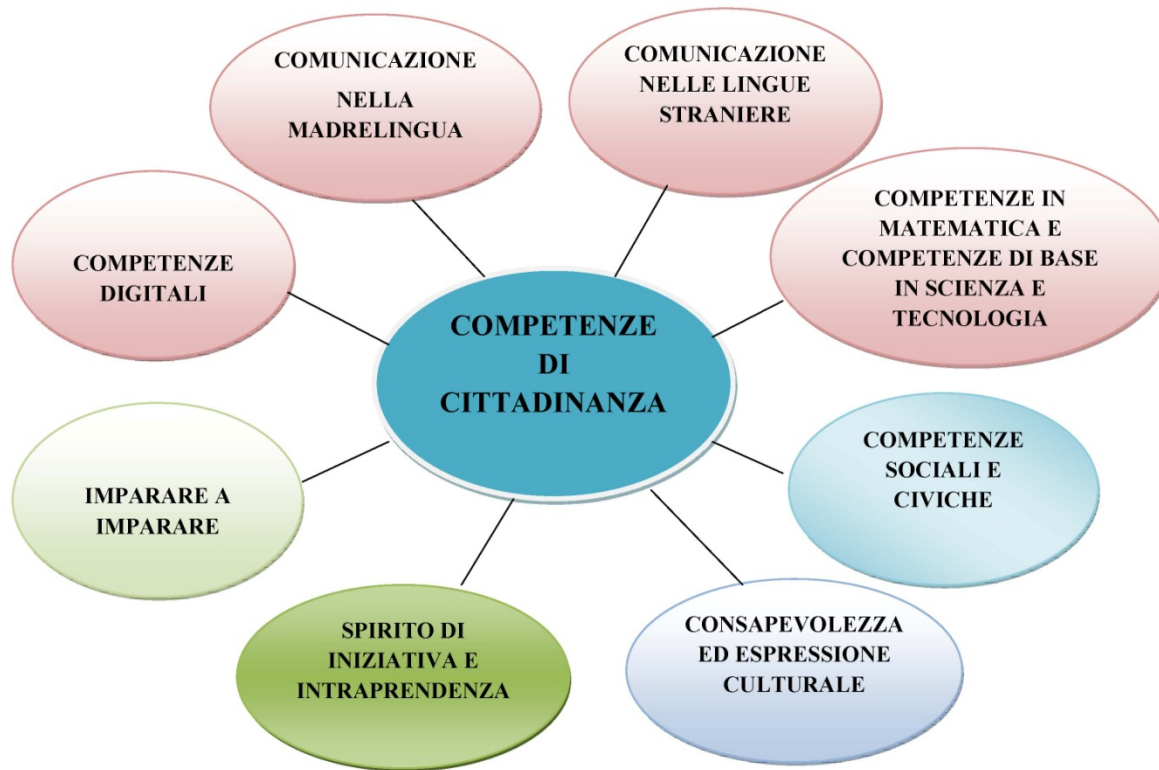 COMUNICAZIONE
NELLA
MADRELINGUA
COMUNICAZIONE
NELLE LINGUE
STRANIERE
COMPETENZE IN
MATEMATICA E
COMPETENZE DI BASE
IN SCIENZA E
TECNOLOGIA
COMPETENZE
DIGITALI
COMPETENZE
DI
CITTADINANZA
COMPETENZE
SOCIALI E
CIVICHE
IMPARARE A
IMPARARE
SPIRITO DI
INIZIATIVA E
INTRAPRENDENZA
CONSAPEVOLEZZA
ED ESPRESSIONE
CULTURALE